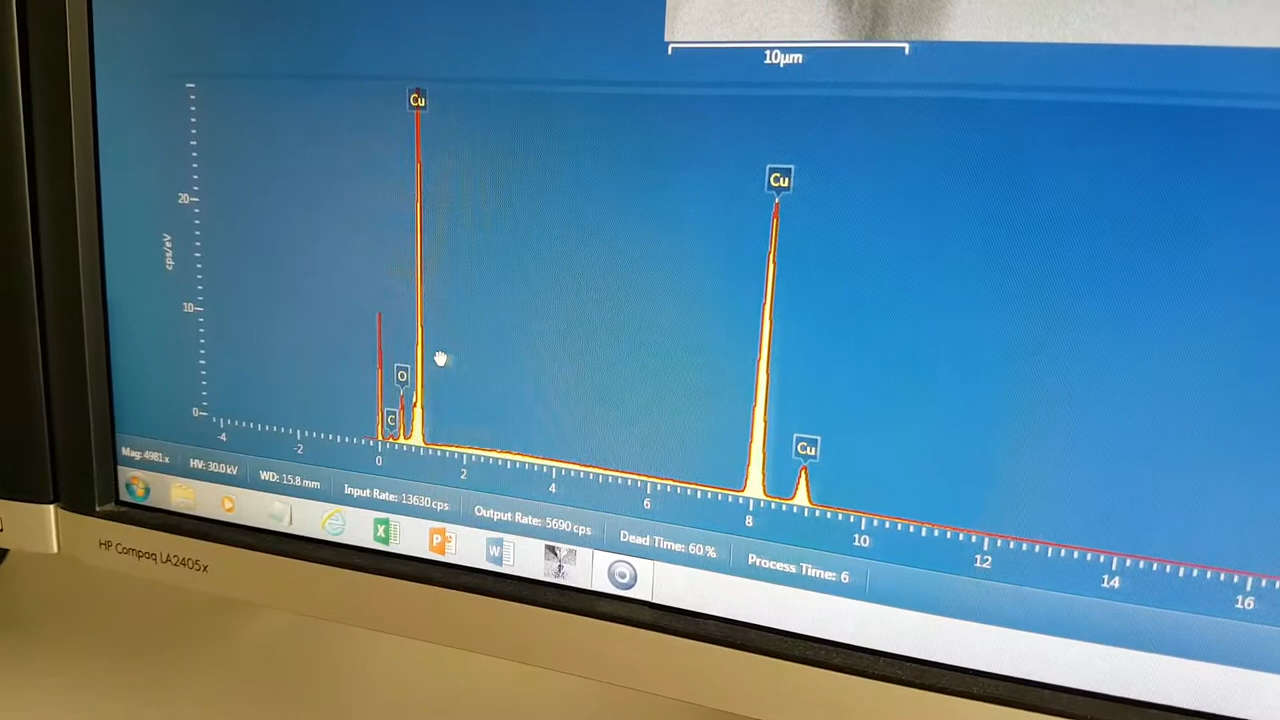 10µm
Cu
Cu
20
cps/eV
10
O
C
Cu
0
-4
-2
0
2
4
6
8
10
12
14
16
Mag: 4981x
HV: 30.0 kV
WD: 15.8 mm
Input Rate: 13630 cps
Output Rate: 5690 cps
Dead Time: 60 %
Process Time: 6
HP Compaq LA2405x